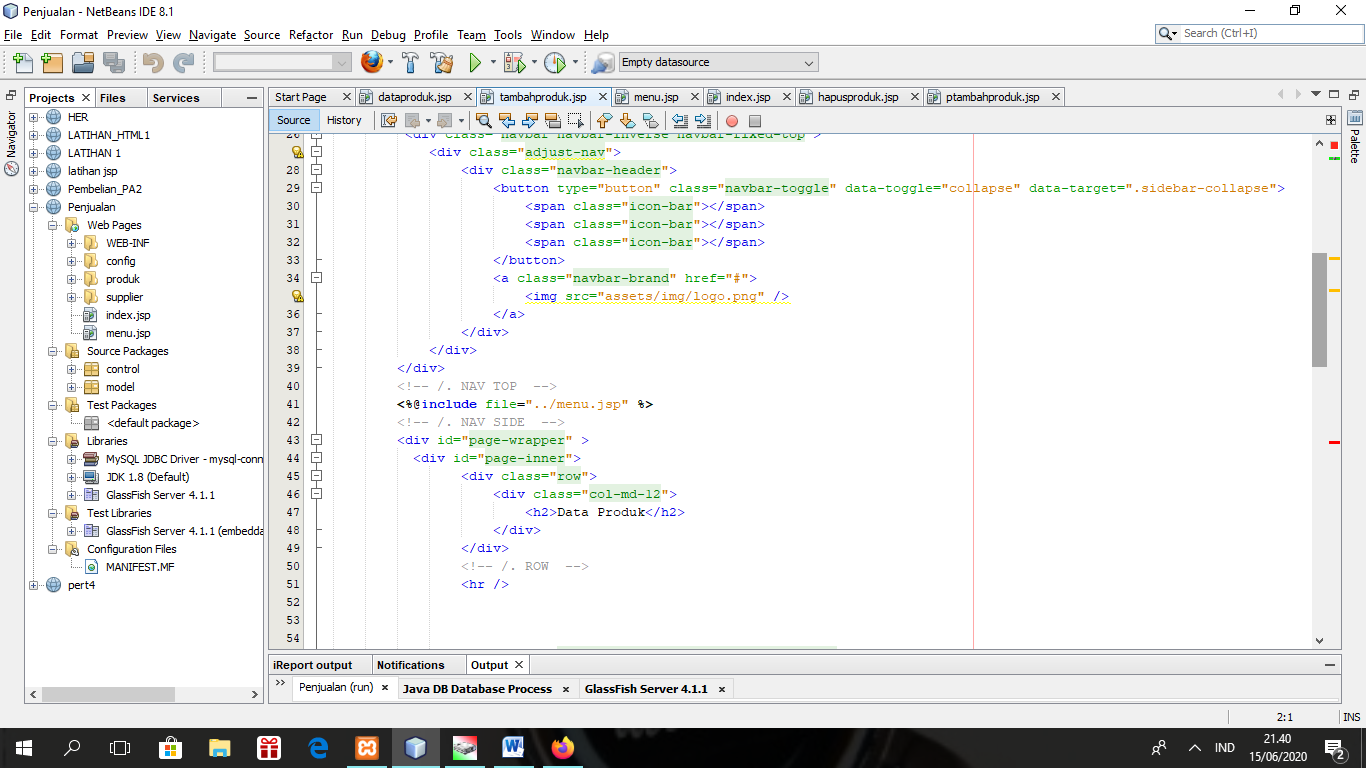 Penjualan - NetBeans IDE 8.1
File Edit Format Preview View Navigate Source Refactor Run Debug Profile Team Tools Window Help
Search (Ctrl+I)
Empty datasource
Navigator
Projects Files Services
HER
LATIHAN_HTML1
LATIHAN 1
latihan jsp
Pembelian_PA2
Penjualan
Web Pages
WEB-INF
config
produk
supplier
index.jsp
menu.jsp
Source Packages
control
model
Test Packages
<default package>
Libraries
MySQL JDBC Driver - mysql-conn
JDK 1.8 (Default)
GlassFish Server 4.1.1
Test Libraries
GlassFish Server 4.1.1 (embedda
Configuration Files
MANIFEST.MF
pert4
Start Page dataproduk.jsp tambahproduk.jsp menu.jsp index.jsp hapusproduk.jsp ptambahproduk.jsp
Source History
Palette
26 <div class="navbar navbar-inverse navbar-fixed-top">
<div class="adjust-nav">
28 <div class="navbar-header">
29 <button type="button" class="navbar-toggle" data-toggle="collapse" data-target=".sidebar-collapse">
30 <span class="icon-bar"></span>
31 <span class="icon-bar"></span>
32 <span class="icon-bar"></span>
33 </button>
34 <a class="navbar-brand" href="#">
<img src="assets/img/logo.png" />
36 </a>
37 </div>
38 </div>
39 </div>
40 <!-- /. NAV TOP  -->
41 <%@include file="../menu.jsp" %>
42 <!-- /. NAV SIDE  -->
43 <div id="page-wrapper" >
44 <div id="page-inner">
45 <div class="row">
46 <div class="col-md-12">
47 <h2>Data Produk</h2>
48 </div>
49 </div>
50 <!-- /. ROW  -->
51 <hr />
52
53
54
iReport output Notifications Output
Penjualan (run) Java DB Database Process GlassFish Server 4.1.1
2:1 INS
IND
21.40
15/06/2020
2